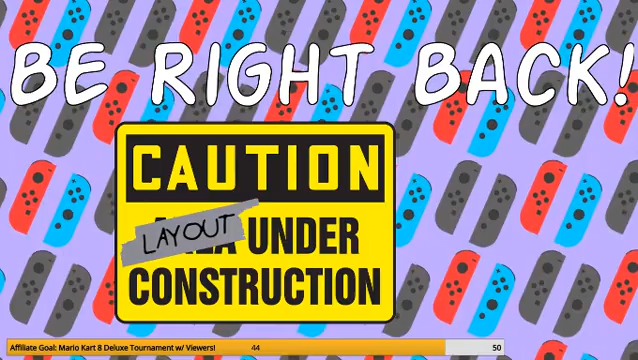 BE RIGHT BACK!
CAUTION
LAYOUT UNDER
CONSTRUCTION
Affiliate Goal: Mario Kart 8 Deluxe Tournament w/ Viewers! 44 50